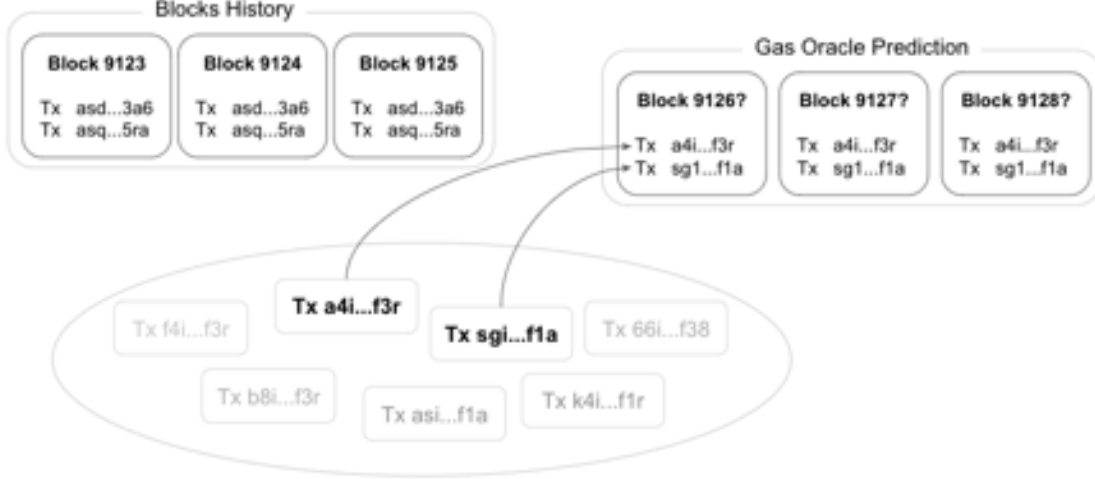 Blocks History
Block 9123
Tx asd...3a6
Tx asq...5ra
Block 9124
Tx asd...3a6
Tx asq...5ra
Block 9125
Tx asd...3a6
Tx asq...5ra
Gas Oracle Prediction
Block 9126?
Tx a4i...f3r
Tx sg1...f1a
Block 9127?
Tx a4i...f3r
Tx sg1...f1a
Block 9128?
Tx a4i...f3r
Tx sg1...f1a
Tx f4i...f3r
Tx a4i...f3r
Tx sgi...f1a
Tx 66i...f38
Tx b8i...f3r
Tx asi...f1a
Tx k4i...f1r